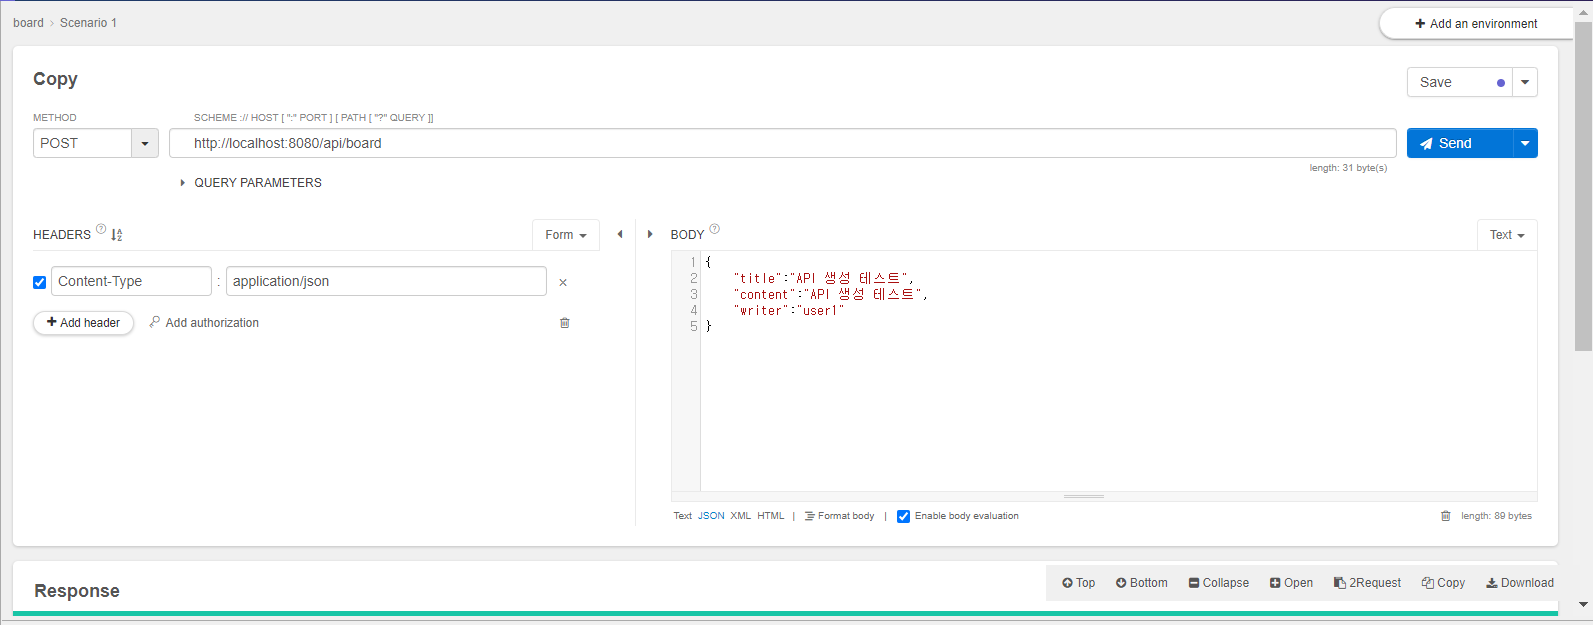 board › Scenario 1
Add an environment
Copy
Save
METHOD
SCHEME :// HOST [ ":" PORT ] [ PATH [ "?" QUERY ]]
POST
http://localhost:8080/api/board
Send
length: 31 byte(s)
QUERY PARAMETERS
HEADERS
Form
Content-Type : application/json ×
+ Add header
Add authorization
BODY
Text
1 {
2 "title":"API 생성 테스트",
3 "content":"API 생성 테스트",
4 "writer":"user1"
5 }
Text JSON XML HTML | Format body | Enable body evaluation
length: 89 bytes
Response
Top Bottom Collapse Open 2Request Copy Download